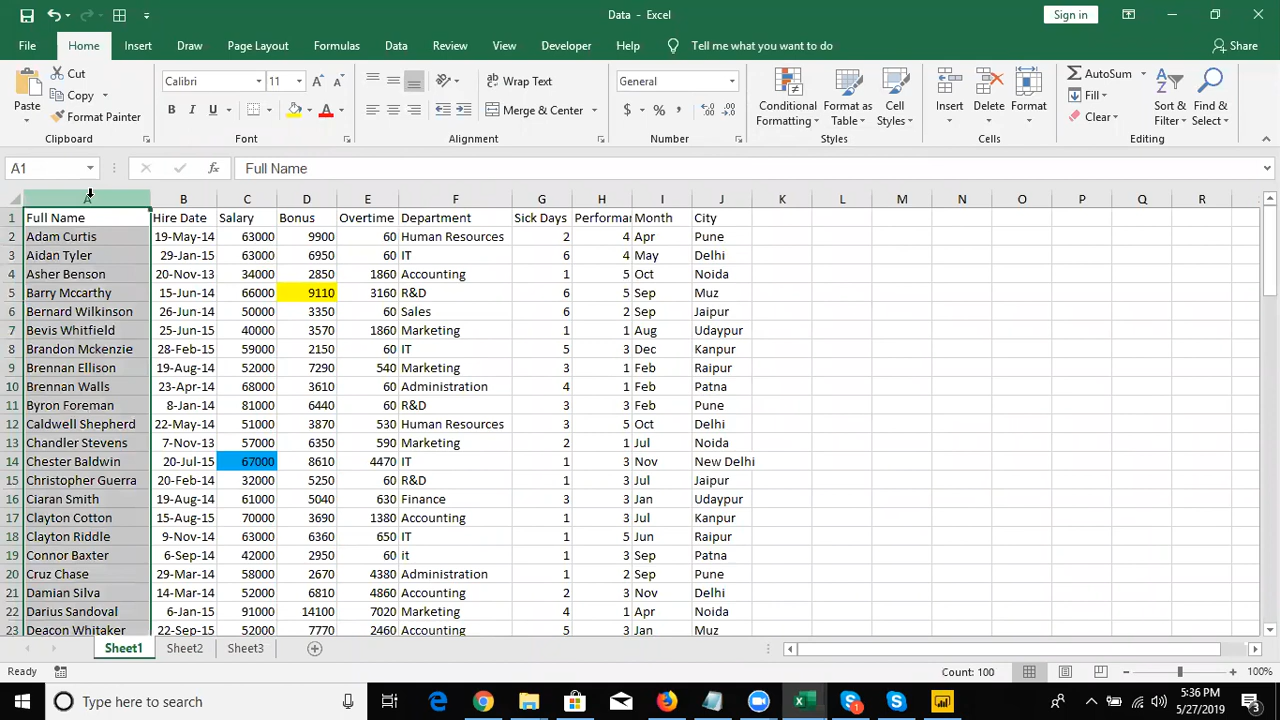 Data - Excel
Sign in
File Home Insert Draw Page Layout Formulas Data Review View Developer Help Tell me what you want to do Share
Paste
Cut
Copy
Format Painter
Calibri 11
B I U
A A
Wrap Text
Merge & Center
General
$ % ,
Conditional Formatting
Format as Table
Cell Styles
Insert
Delete
Format
AutoSum
Fill
Clear
Sort & Filter
Find & Select
Clipboard Font Alignment Number Styles Cells Editing
A1 fx Full Name
A B C D E F G H I J K L M N O P Q R
1 Full Name Hire Date Salary Bonus Overtime Department Sick Days Performar Month City
2 Adam Curtis 19-May-14 63000 9900 60 Human Resources 2 4 Apr Pune
3 Aidan Tyler 29-Jan-15 63000 6950 60 IT 6 4 May Delhi
4 Asher Benson 20-Nov-13 34000 2850 1860 Accounting 1 5 Oct Noida
5 Barry Mccarthy 15-Jun-14 66000 9110 3160 R&D 6 5 Sep Muz
6 Bernard Wilkinson 26-Jun-14 50000 3350 60 Sales 6 2 Sep Jaipur
7 Bevis Whitfield 25-Jun-15 40000 3570 1860 Marketing 1 1 Aug Udaypur
8 Brandon Mckenzie 28-Feb-15 59000 2150 60 IT 5 3 Dec Kanpur
9 Brennan Ellison 19-Aug-14 52000 7290 540 Marketing 3 1 Feb Raipur
10 Brennan Walls 23-Apr-14 68000 3610 60 Administration 4 1 Feb Patna
11 Byron Foreman 8-Jan-14 81000 6440 60 R&D 3 3 Feb Pune
12 Caldwell Shepherd 22-May-14 51000 3870 530 Human Resources 3 5 Oct Delhi
13 Chandler Stevens 7-Nov-13 57000 6350 590 Marketing 2 1 Jul Noida
14 Chester Baldwin 20-Jul-15 67000 8610 4470 IT 1 3 Nov New Delhi
15 Christopher Guerra 20-Feb-14 32000 5250 60 R&D 1 3 Jul Jaipur
16 Ciaran Smith 19-Aug-14 61000 5040 630 Finance 3 3 Jan Udaypur
17 Clayton Cotton 15-Aug-15 70000 3690 1380 Accounting 1 3 Jul Kanpur
18 Clayton Riddle 9-Nov-14 63000 6360 650 IT 1 5 Jun Raipur
19 Connor Baxter 6-Sep-14 42000 2950 60 it 1 3 Sep Patna
20 Cruz Chase 29-Mar-14 58000 2670 4380 Administration 1 2 Sep Pune
21 Damian Silva 14-Mar-14 52000 6810 4860 Accounting 2 3 Nov Delhi
22 Darius Sandoval 6-Jan-15 91000 14100 7020 Marketing 4 1 Apr Noida
23 Deacon Whitaker 22-Sep-15 52000 7770 2460 Accounting 5 3 Jan Muz
Sheet1 Sheet2 Sheet3
Ready Count: 100 100%
Type here to search
5:36 PM
5/27/2019